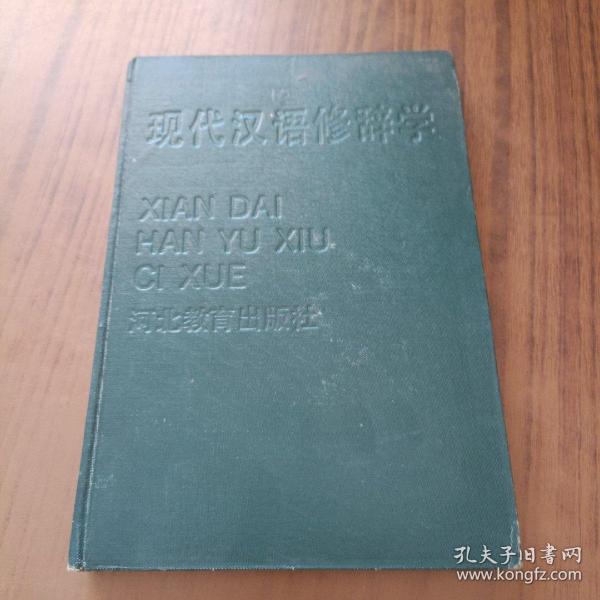 现代汉语修辞学
XIAN DAI
HAN YU XIU
CI XUE
河北教育出版社
孔夫子旧书网
www.kongfz.com